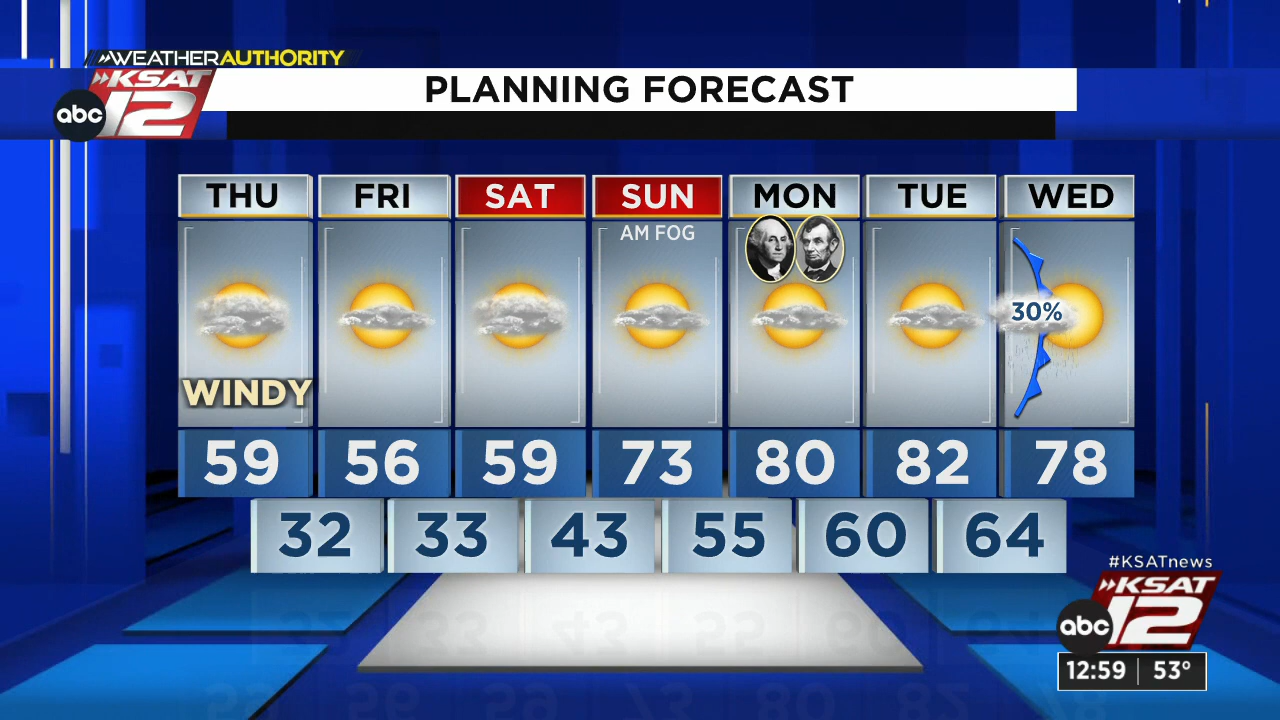 WEATHERAUTHORITY
KSAT
abc 12
PLANNING FORECAST
THU FRI SAT SUN MON TUE WED
AM FOG
30%
WINDY
59 56 59 73 80 82 78
32 33 43 55 60 64
#KSATnews
KSAT
abc 12
12:59 53°